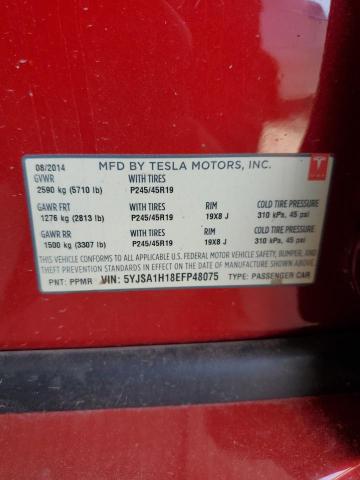 08/2014 MFD BY TESLA MOTORS, INC.
GVWR WITH TIRES
2590 kg (5710 lb) P245/45R19
GAWR FRT WITH TIRES RIM COLD TIRE PRESSURE
1276 kg (2813 lb) P245/45R19 19X8 J 310 kPa, 45 psi
GAWR RR WITH TIRES RIM COLD TIRE PRESSURE
1500 kg (3307 lb) P245/45R19 19X8 J 310 kPa, 45 psi
THIS VEHICLE CONFORMS TO ALL APPLICABLE U.S. FEDERAL MOTOR VEHICLE SAFETY, BUMPER, AND
THEFT PREVENTION STANDARDS IN EFFECT ON THE DATE OF MANUFACTURE SHOWN ABOVE.
PNT: PPMR VIN: 5YJSA1H18EFP48075 TYPE: PASSENGER CAR